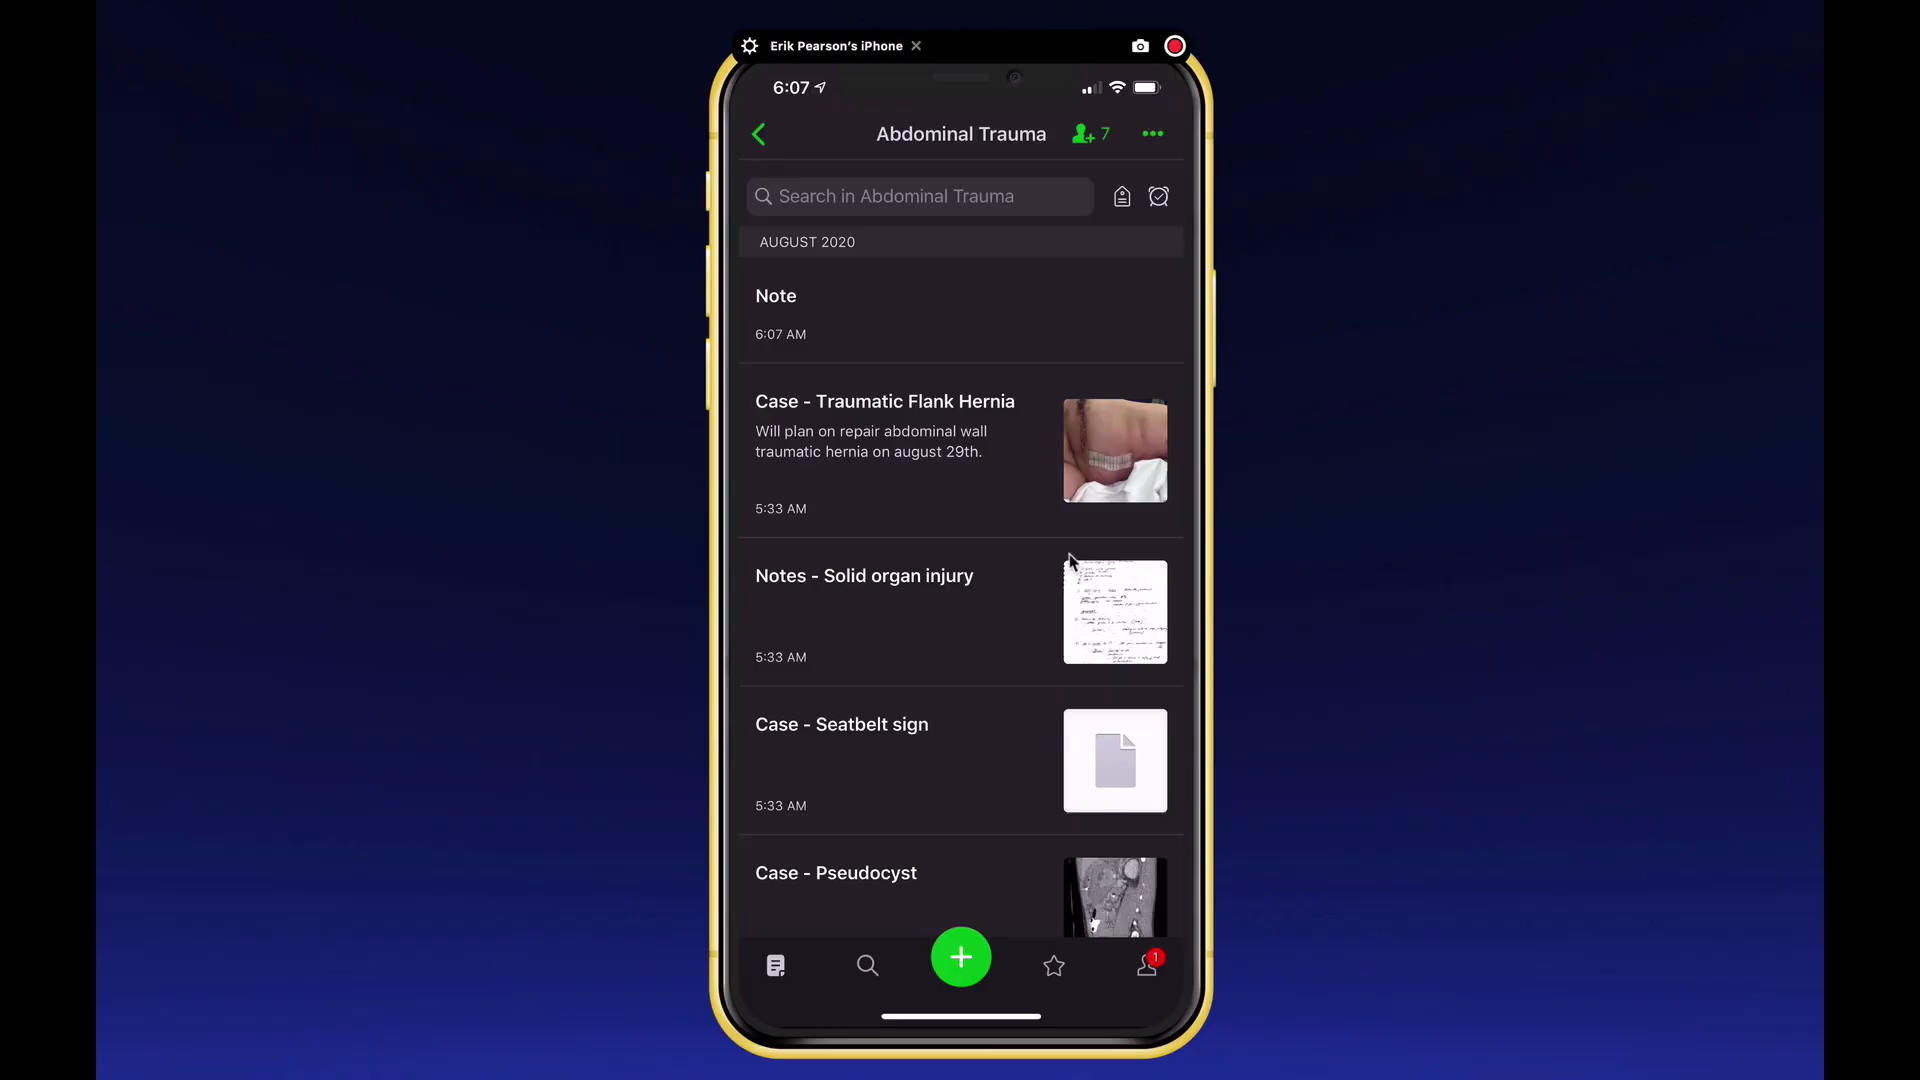 Erik Pearson's iPhone
6:07
Abdominal Trauma
7
Search in Abdominal Trauma
AUGUST 2020
Note
6:07 AM
Case - Traumatic Flank Hernia
Will plan on repair abdominal wall
traumatic hernia on august 29th.
5:33 AM
Notes - Solid organ injury
5:33 AM
Case - Seatbelt sign
5:33 AM
Case - Pseudocyst
1